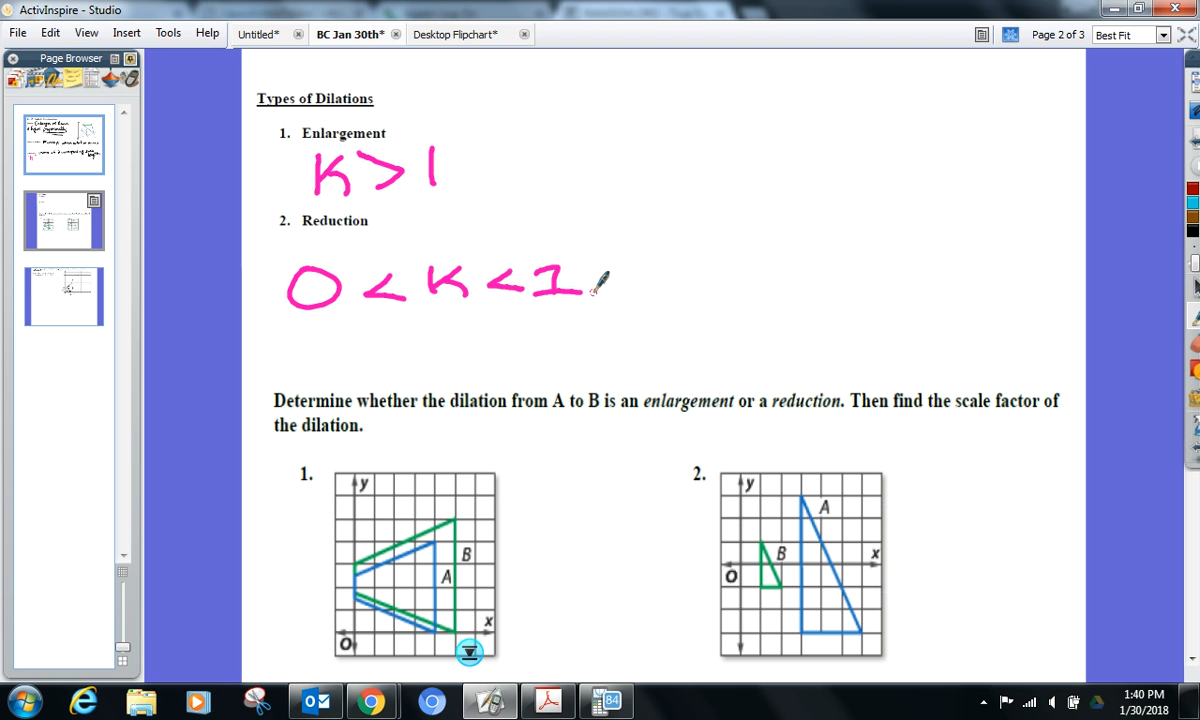 ActivInspire - Studio
File Edit View Insert Tools Help
Untitled*
BC Jan 30th*
Desktop Flipchart*
Page 2 of 3
Best Fit
Page Browser
Types of Dilations
1. Enlargement
K > 1
2. Reduction
0 < K < 1
Determine whether the dilation from A to B is an enlargement or a reduction. Then find the scale factor of
the dilation.
1.
y
B
A
x
O
2.
y
A
B
x
O
84
1:40 PM
1/30/2018